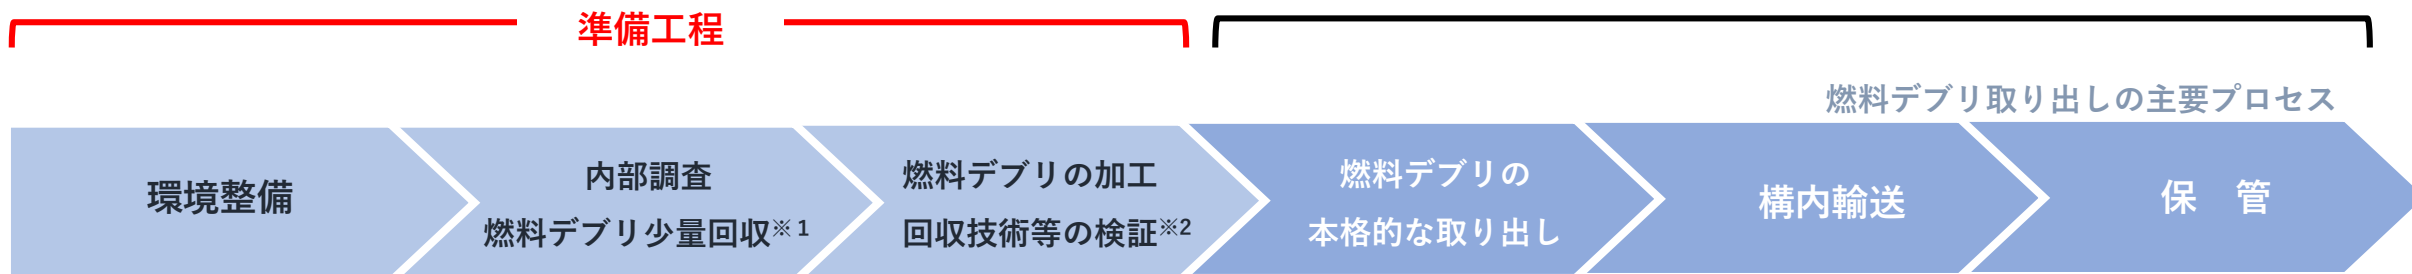 準備工程
燃料デブリ取り出しの主要プロセス
環境整備
内部調査
燃料デブリ少量回収※1
燃料デブリの加工
回収技術等の検証※2
燃料デブリの
本格的な取り出し
構内輸送
保　管